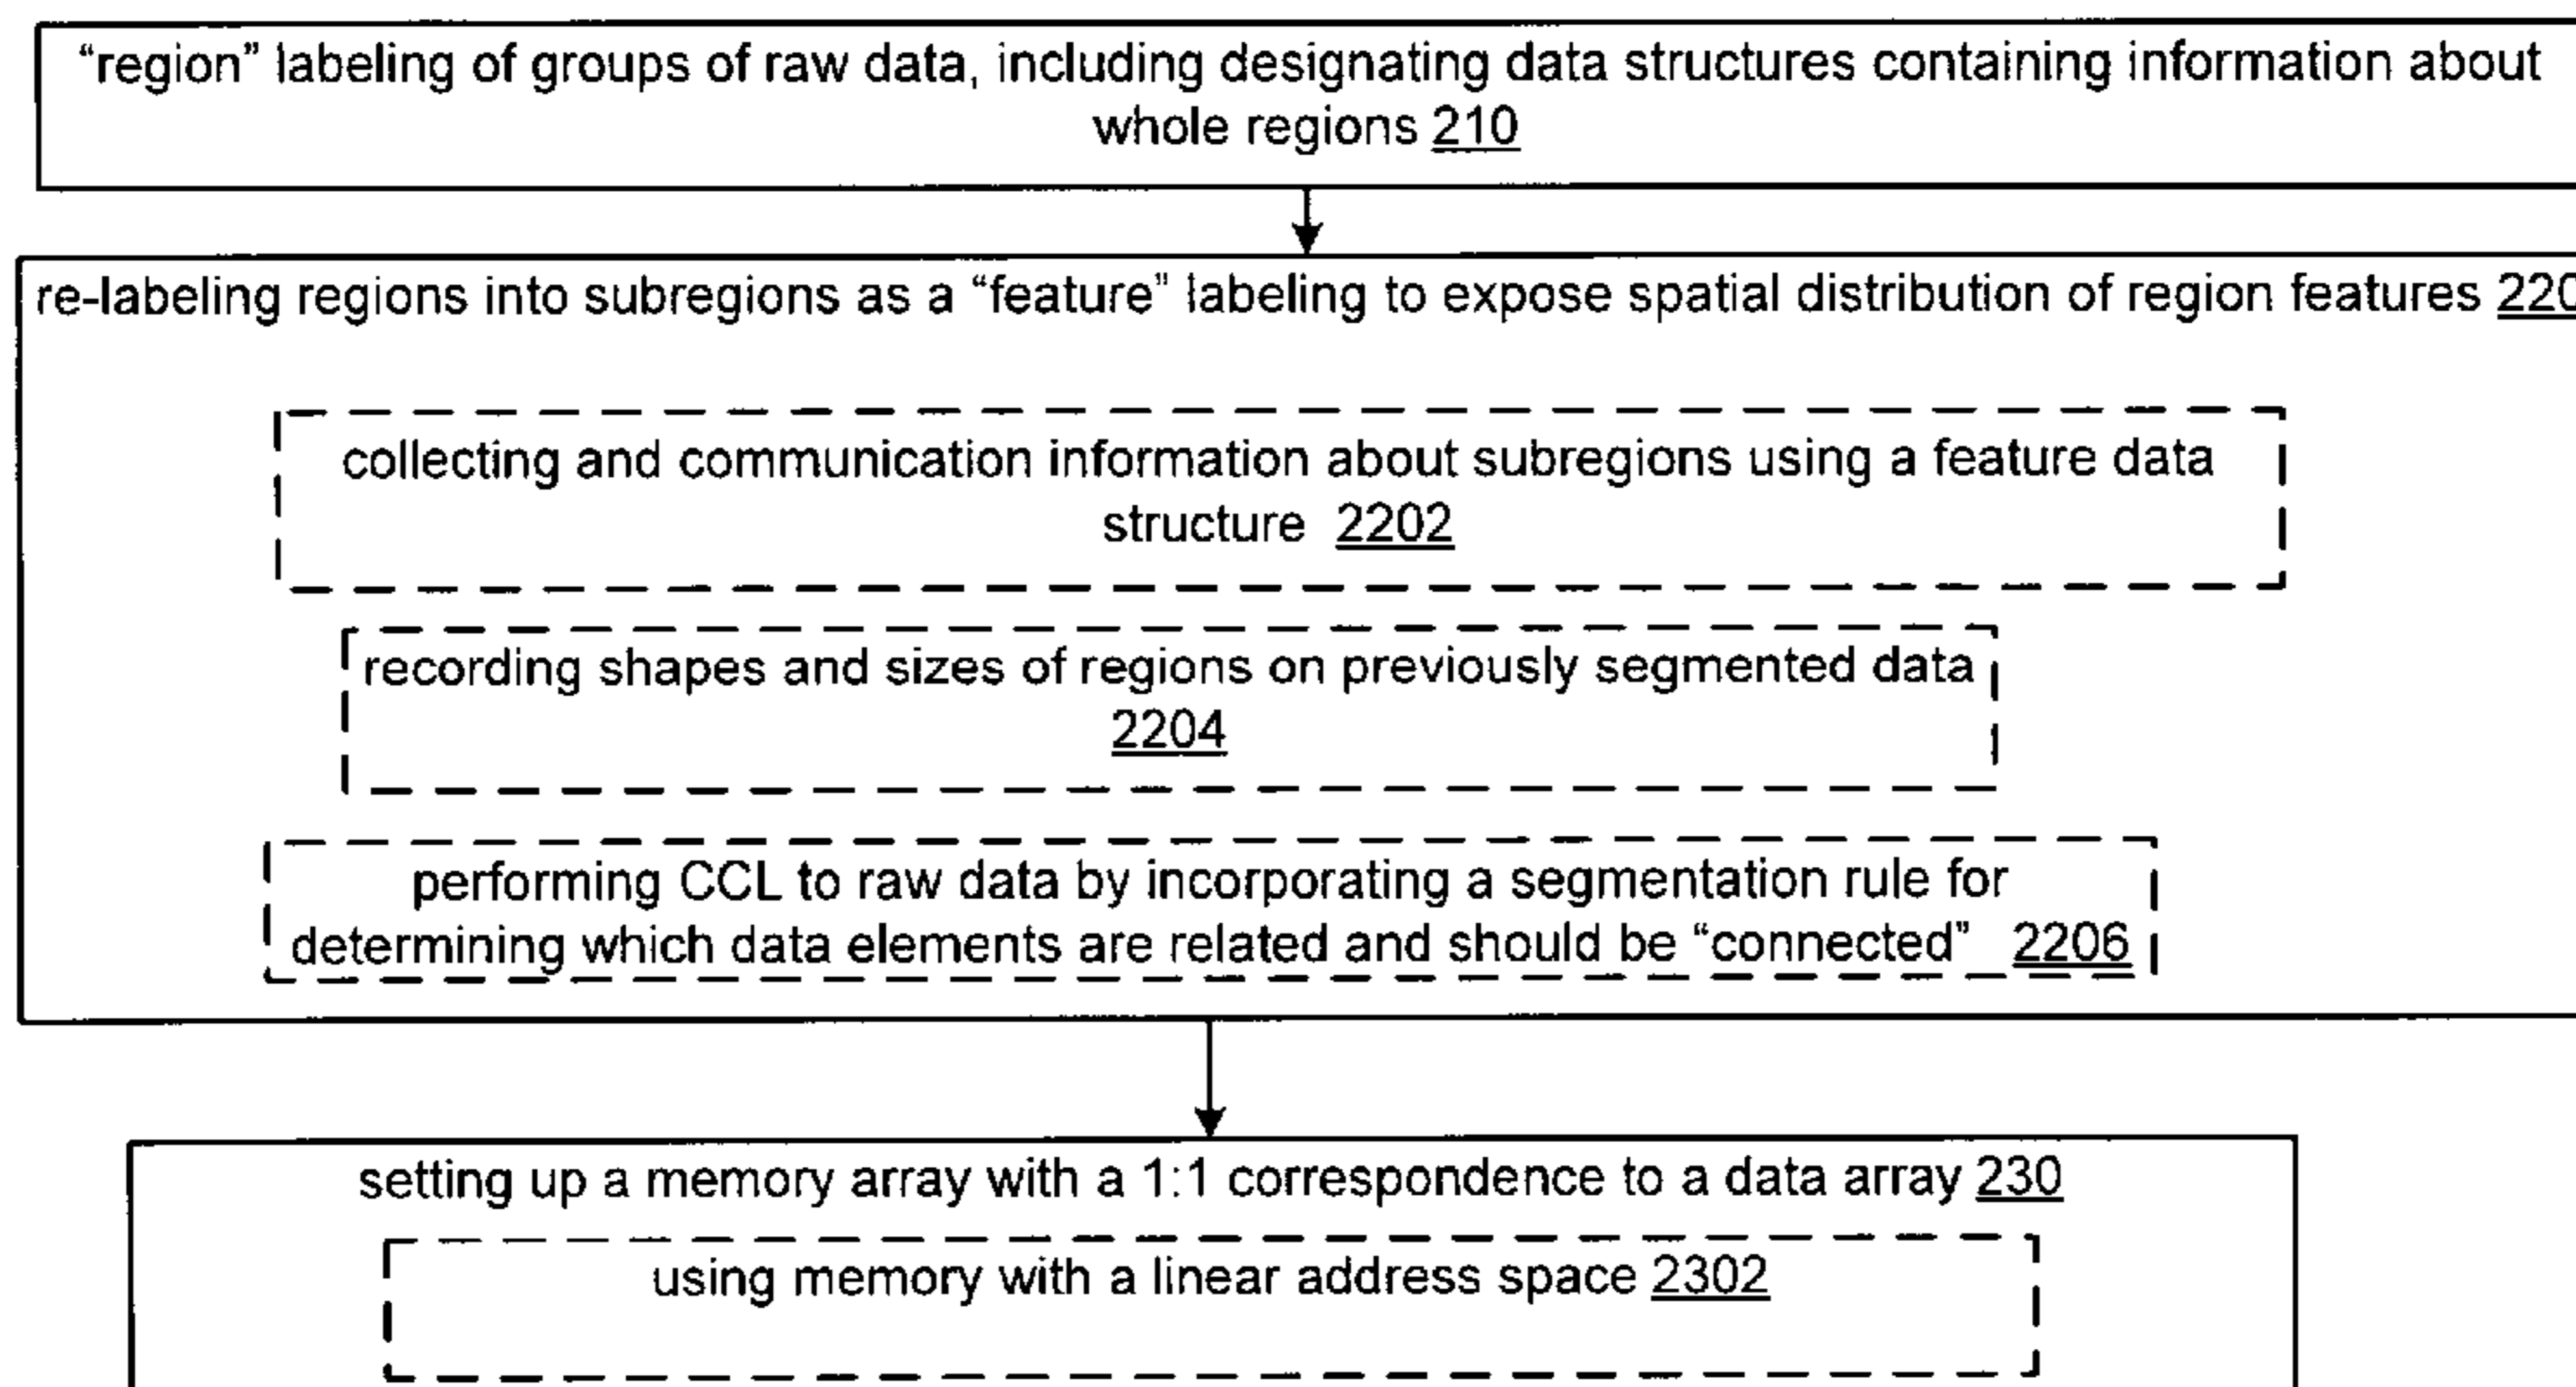 “region” labeling of groups of raw data, including designating data structures containing information about
whole regions 210
re-labeling regions into subregions as a “feature” labeling to expose spatial distribution of region features 220
collecting and communication information about subregions using a feature data
structure 2202
recording shapes and sizes of regions on previously segmented data
2204
performing CCL to raw data by incorporating a segmentation rule for
determining which data elements are related and should be “connected” 2206
setting up a memory array with a 1:1 correspondence to a data array 230
using memory with a linear address space 2302